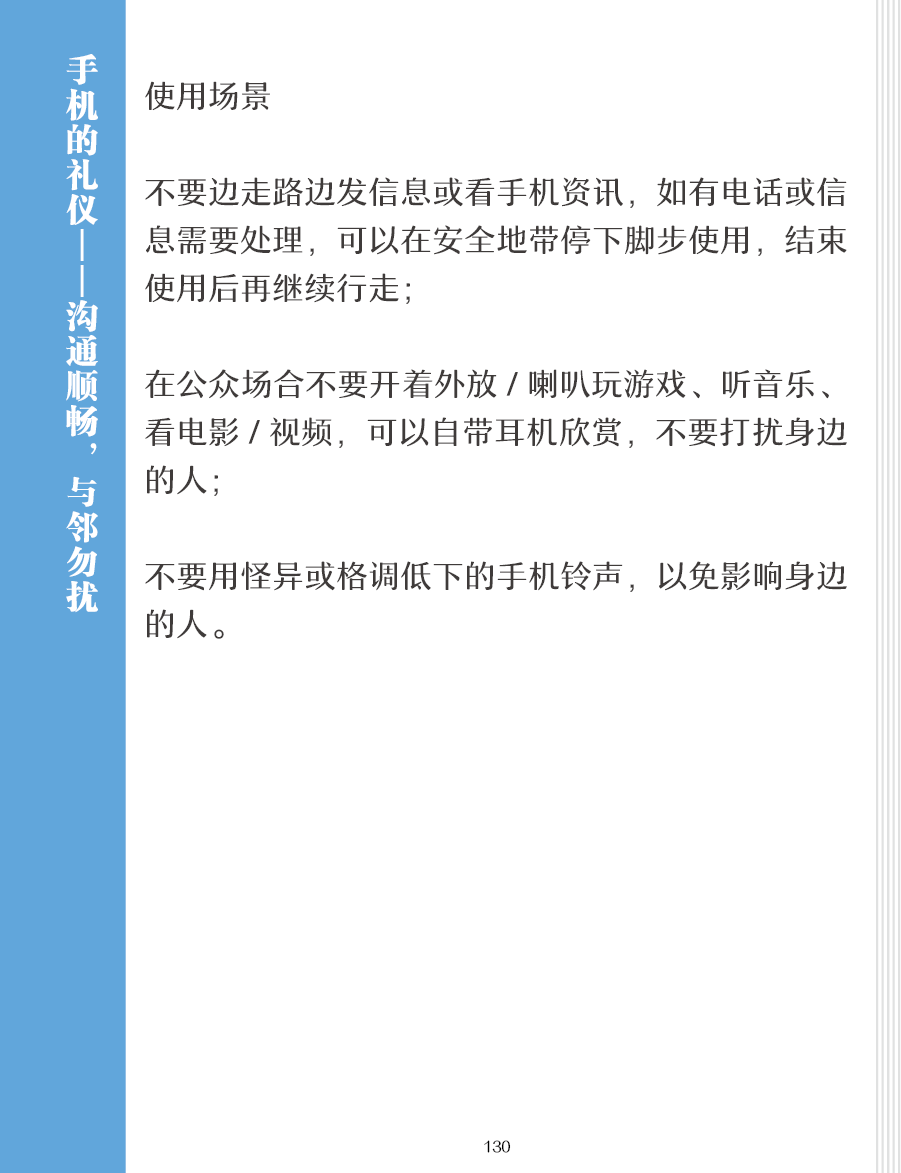 手机的礼仪——沟通顺畅，与邻勿扰
使用场景
不要边走路边发信息或看手机资讯，如有电话或信
息需要处理，可以在安全地带停下脚步使用，结束
使用后再继续行走；
在公众场合不要开着外放 / 喇叭玩游戏、听音乐、
看电影 / 视频，可以自带耳机欣赏，不要打扰身边
的人；
不要用怪异或格调低下的手机铃声，以免影响身边
的人。
130